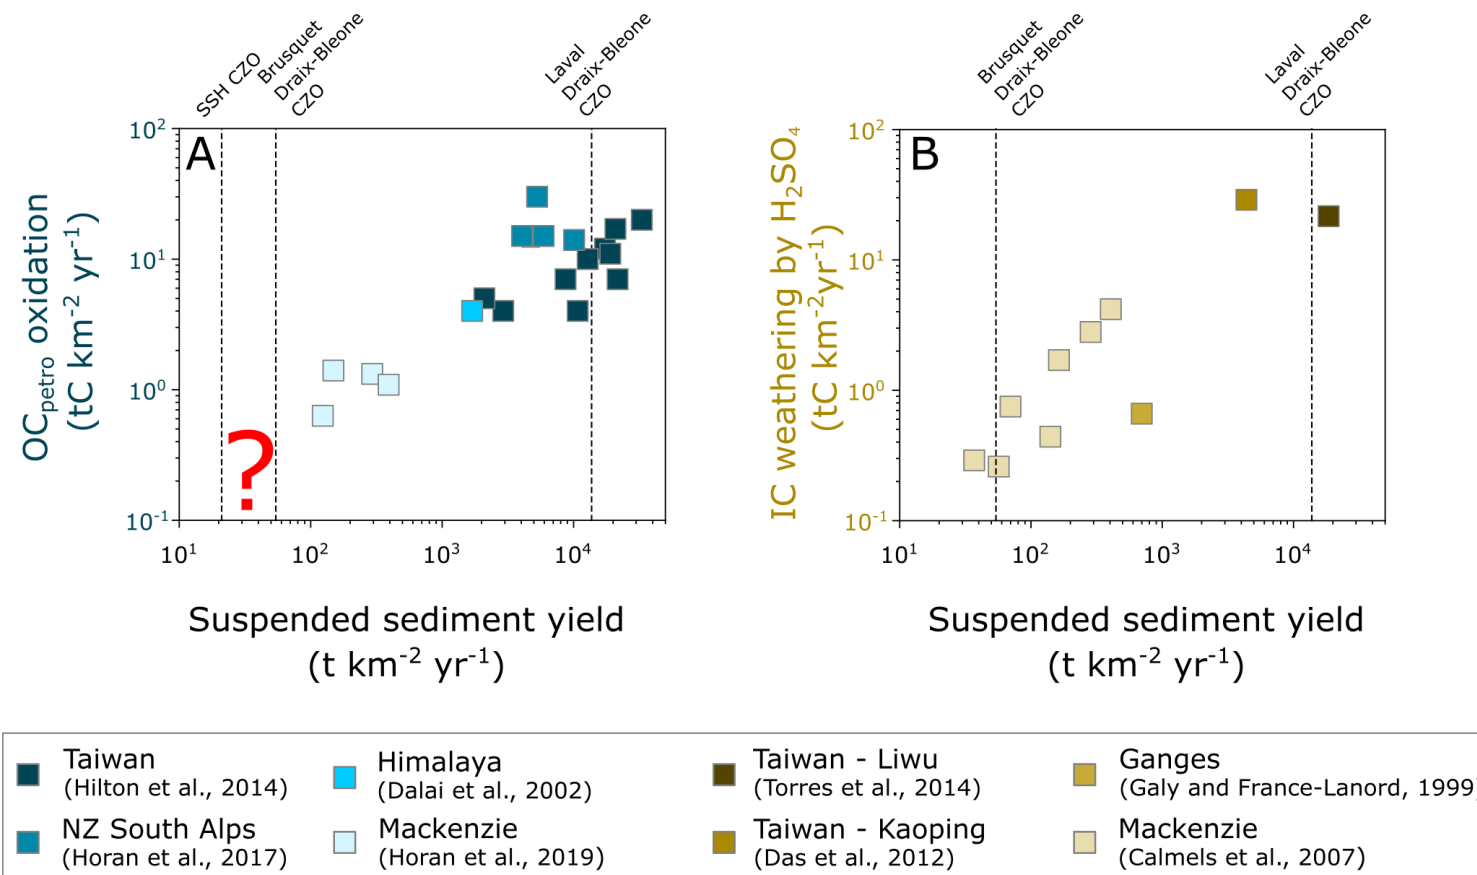 SSH CZO
Brusquet
Draix-Bleone
CZO
Laval
Draix-Bleone
CZO
A
OCpetro oxidation
(tC km-2 yr-1)
10²
10¹
10⁰
10-1
?
10¹ 10² 10³ 10⁴
Suspended sediment yield
(t km-2 yr-1)
Brusquet
Draix-Bleone
CZO
Laval
Draix-Bleone
CZO
B
IC weathering by H₂SO₄
(tC km-2yr-1)
10²
10¹
10⁰
10-1
10¹ 10² 10³ 10⁴
Suspended sediment yield
(t km-2 yr-1)
Taiwan
(Hilton et al., 2014)
NZ South Alps
(Horan et al., 2017)
Himalaya
(Dalai et al., 2002)
Mackenzie
(Horan et al., 2019)
Taiwan - Liwu
(Torres et al., 2014)
Taiwan - Kaoping
(Das et al., 2012)
Ganges
(Galy and France-Lanord, 1999)
Mackenzie
(Calmels et al., 2007)